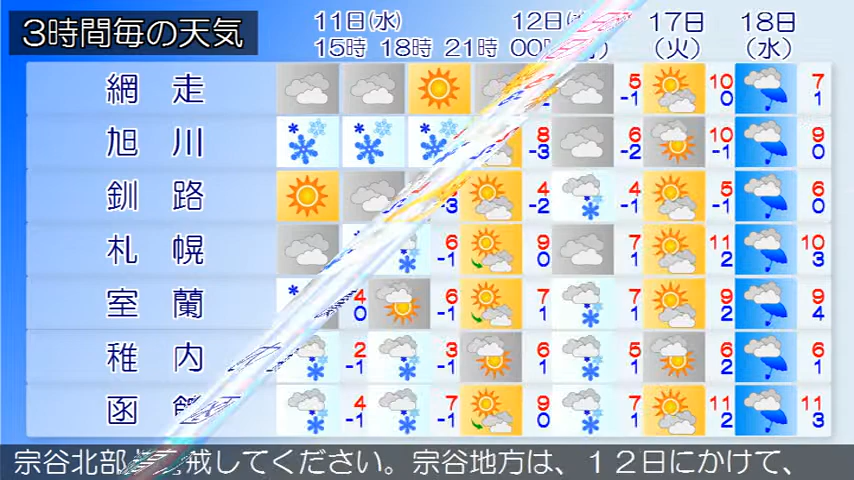 3時間毎の天気
11日(水) 12日 17日 18日
15時 18時 21時 00 (火) (水)
網 走 5 -1 10 0 7 1
旭 川 8 -3 6 -2 10 -1 9 0
釧 路 -3 4 -2 4 -1 5 -1 6 0
札 幌 6 -1 9 0 7 1 11 2 10 3
室 蘭 4 0 6 -1 7 1 7 1 9 2 9 4
稚 内 2 -1 3 -1 6 1 5 1 6 2 6 1
函 4 -1 7 -1 9 0 7 1 11 2 11 3
宗谷北部 戒してください。宗谷地方は、１２日にかけて、